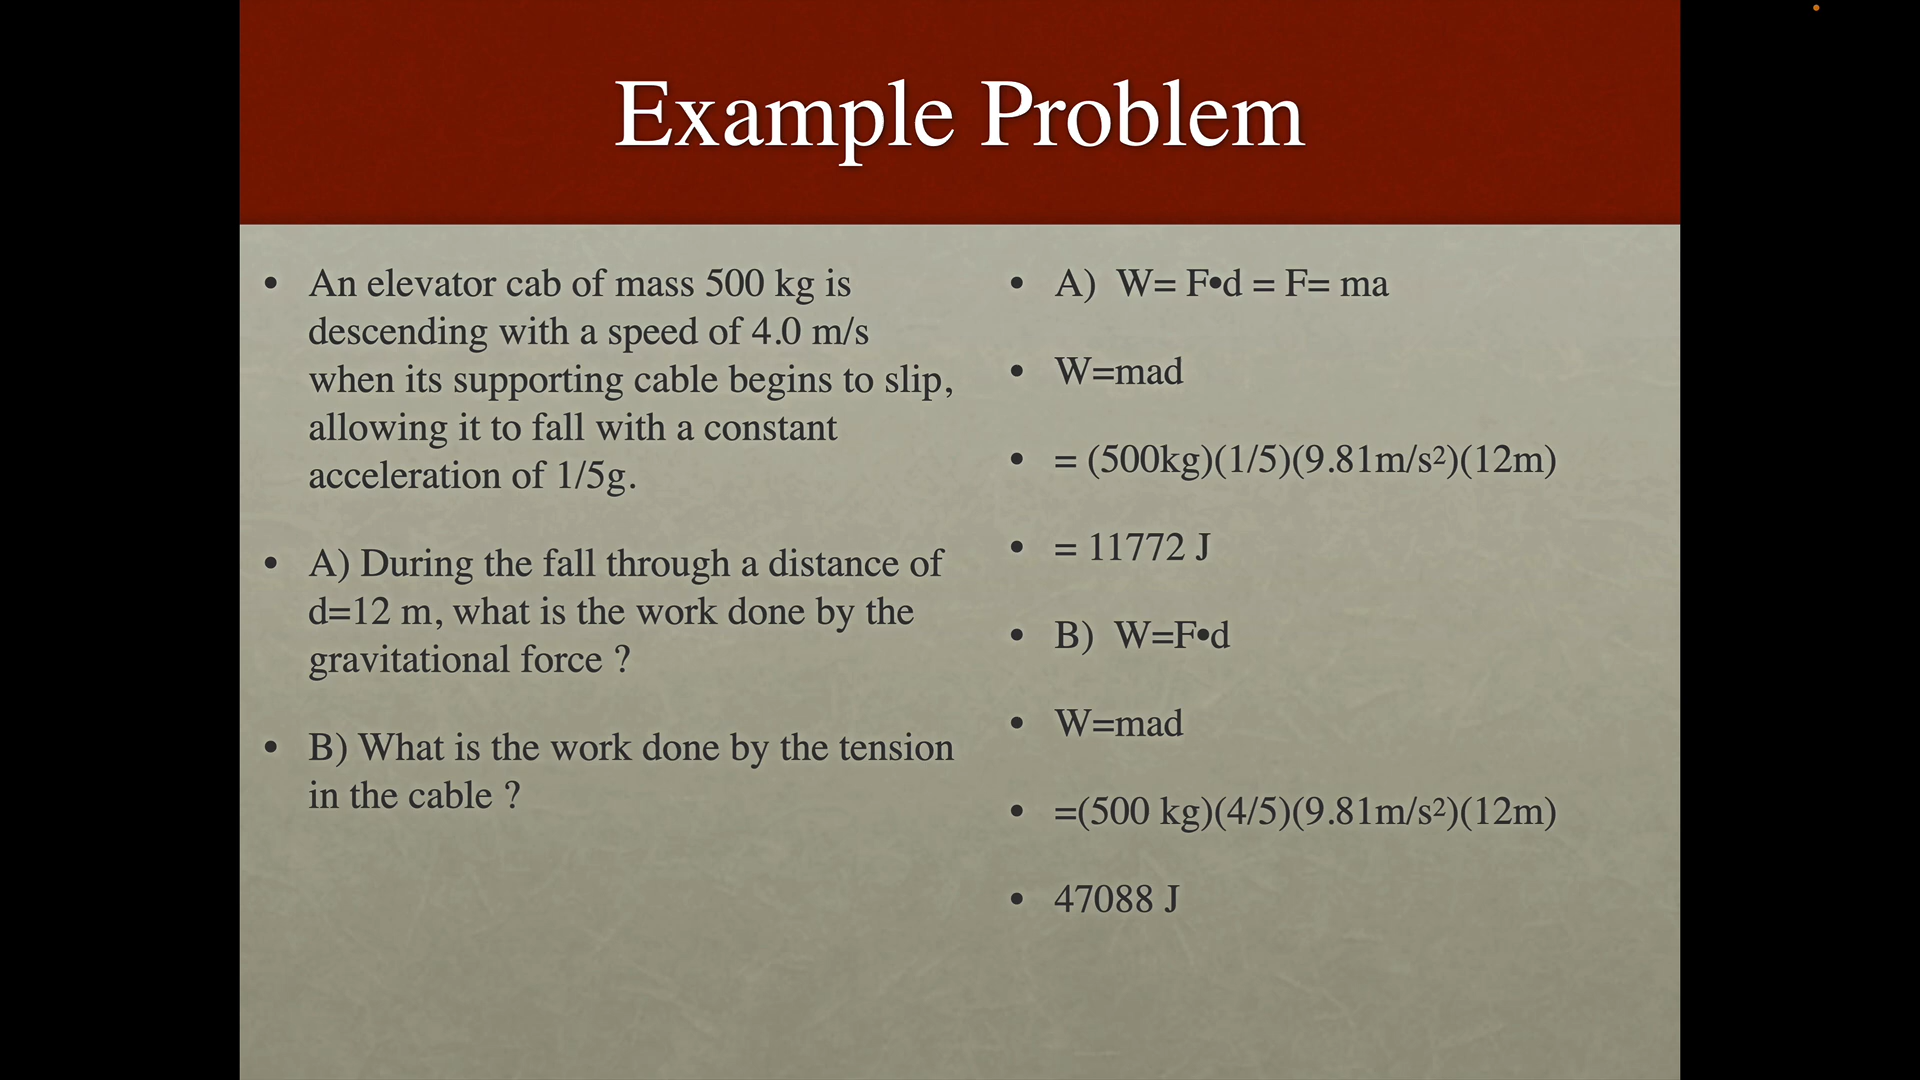 Example Problem
• An elevator cab of mass 500 kg is
descending with a speed of 4.0 m/s
when its supporting cable begins to slip,
allowing it to fall with a constant
acceleration of 1/5g.
• A) During the fall through a distance of
d=12 m, what is the work done by the
gravitational force ?
• B) What is the work done by the tension
in the cable ?
• A)  W= F•d = F= ma
• W=mad
• = (500kg)(1/5)(9.81m/s²)(12m)
• = 11772 J
• B)  W=F•d
• W=mad
• =(500 kg)(4/5)(9.81m/s²)(12m)
• 47088 J